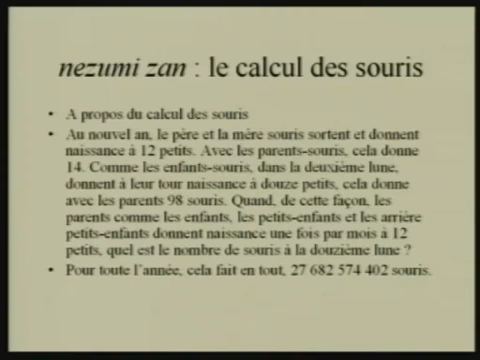 nezumi zan : le calcul des souris
• A propos du calcul des souris
• Au nouvel an, le père et la mère souris sortent et donnent
naissance à 12 petits. Avec les parents-souris, cela donne
14. Comme les enfants-souris, dans la deuxième lune,
donnent à leur tour naissance à douze petits, cela donne
avec les parents 98 souris. Quand, de cette façon, les
parents comme les enfants, les petits-enfants et les arrière
petits-enfants donnent naissance une fois par mois à 12
petits, quel est le nombre de souris à la douzième lune ?
• Pour toute l'année, cela fait en tout, 27 682 574 402 souris.